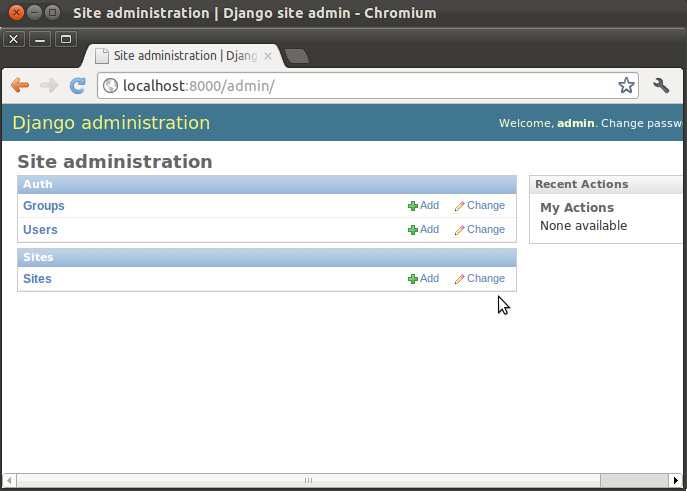 Site administration | Django site admin - Chromium
Site administration | Django
localhost:8000/admin/
Django administration
Welcome, admin. Change passw
Site administration
Auth
Groups Add Change
Users Add Change
Sites
Sites Add Change
Recent Actions
My Actions
None available